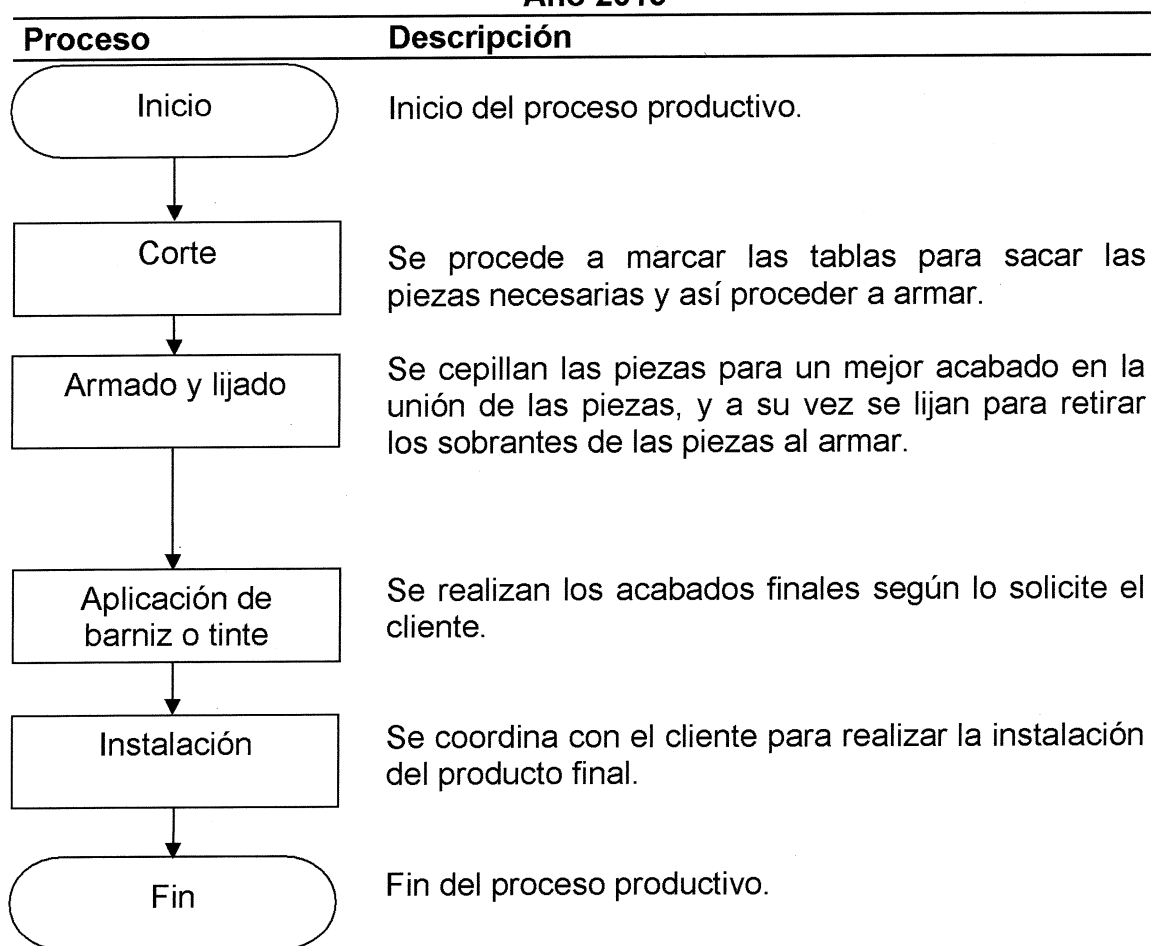 Proceso Descripción
Inicio Inicio del proceso productivo.
Corte
Se procede a marcar las tablas para sacar las
piezas necesarias y así proceder a armar.
Armado y lijado
Se cepillan las piezas para un mejor acabado en la
unión de las piezas, y a su vez se lijan para retirar
los sobrantes de las piezas al armar.
Aplicación de
barniz o tinte
Se realizan los acabados finales según lo solicite el
cliente.
Instalación
Se coordina con el cliente para realizar la instalación
del producto final.
Fin
Fin del proceso productivo.